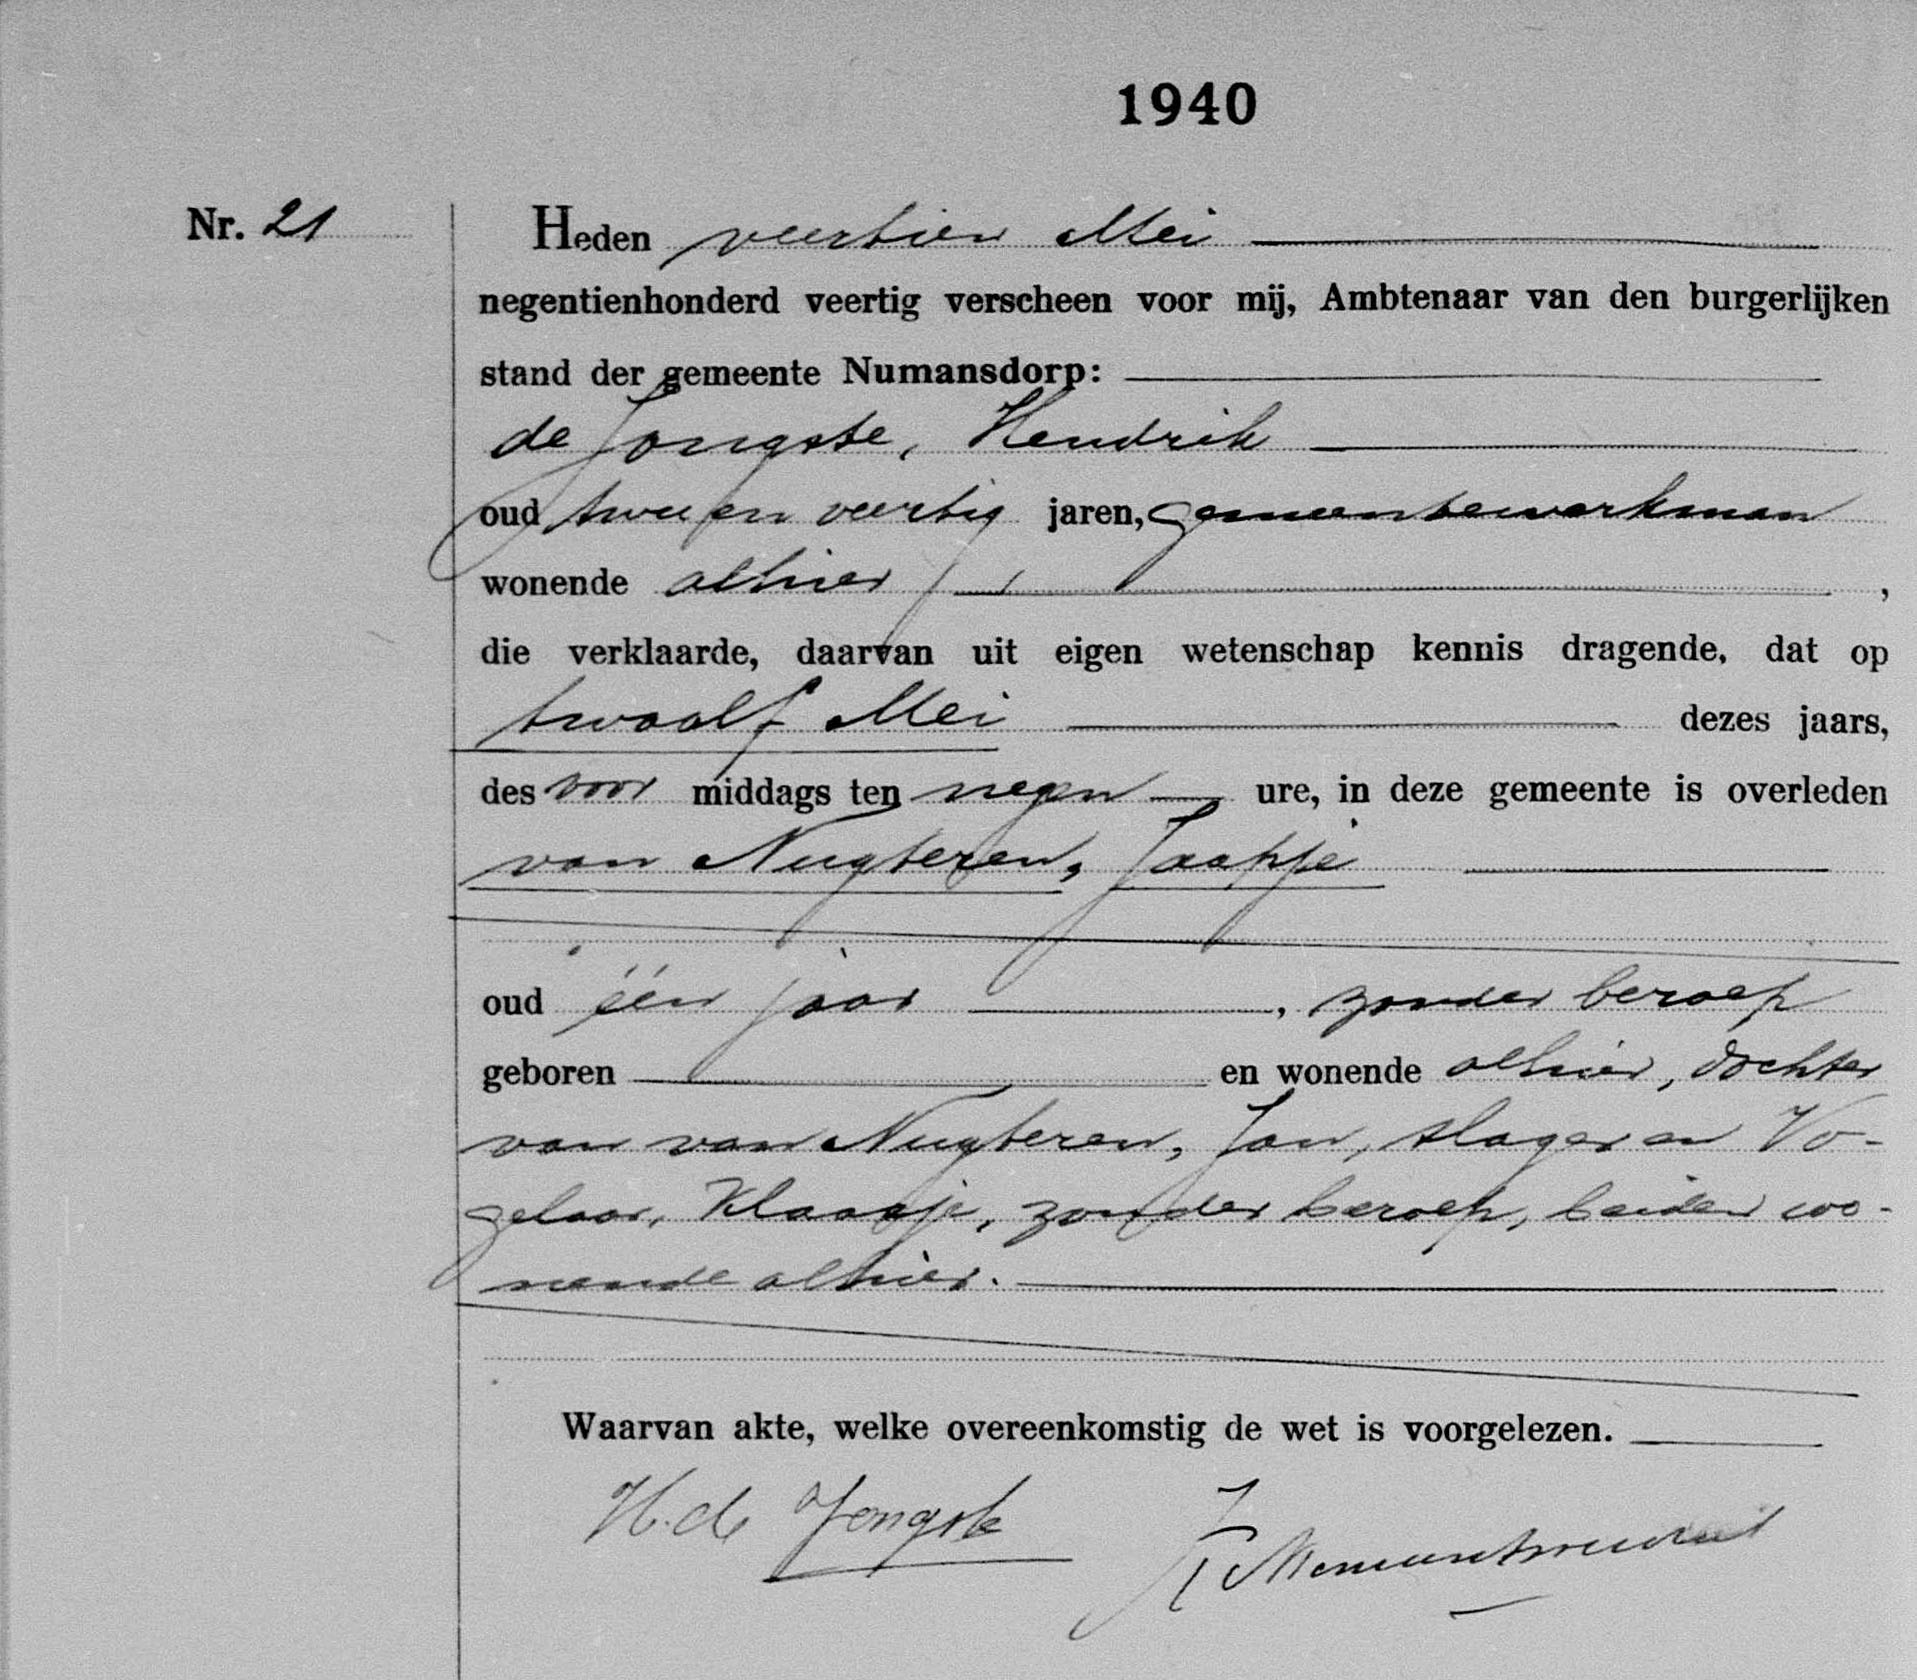 1940
Nr. 21
Heden veertien Mei
negentienhonderd veertig verscheen voor mij, Ambtenaar van den burgerlijken
stand der gemeente Numansdorp:
de Jongste, Hendrik
oud twee en veertig jaren, gemeentewerkman
wonende alhier,
die verklaarde, daarvan uit eigen wetenschap kennis dragende, dat op
twaalf Mei dezes jaars,
des voor middags ten negen ure, in deze gemeente is overleden
van Nugteren, Jaapje
oud één jaar, zonder beroep
geboren en wonende alhier, dochter
van van Nugteren, Jan, slager en Vo-
gelaar, Klaasje, zonder beroep, beiden wo-
nende alhier.
Waarvan akte, welke overeenkomstig de wet is voorgelezen.
H. de Jongste